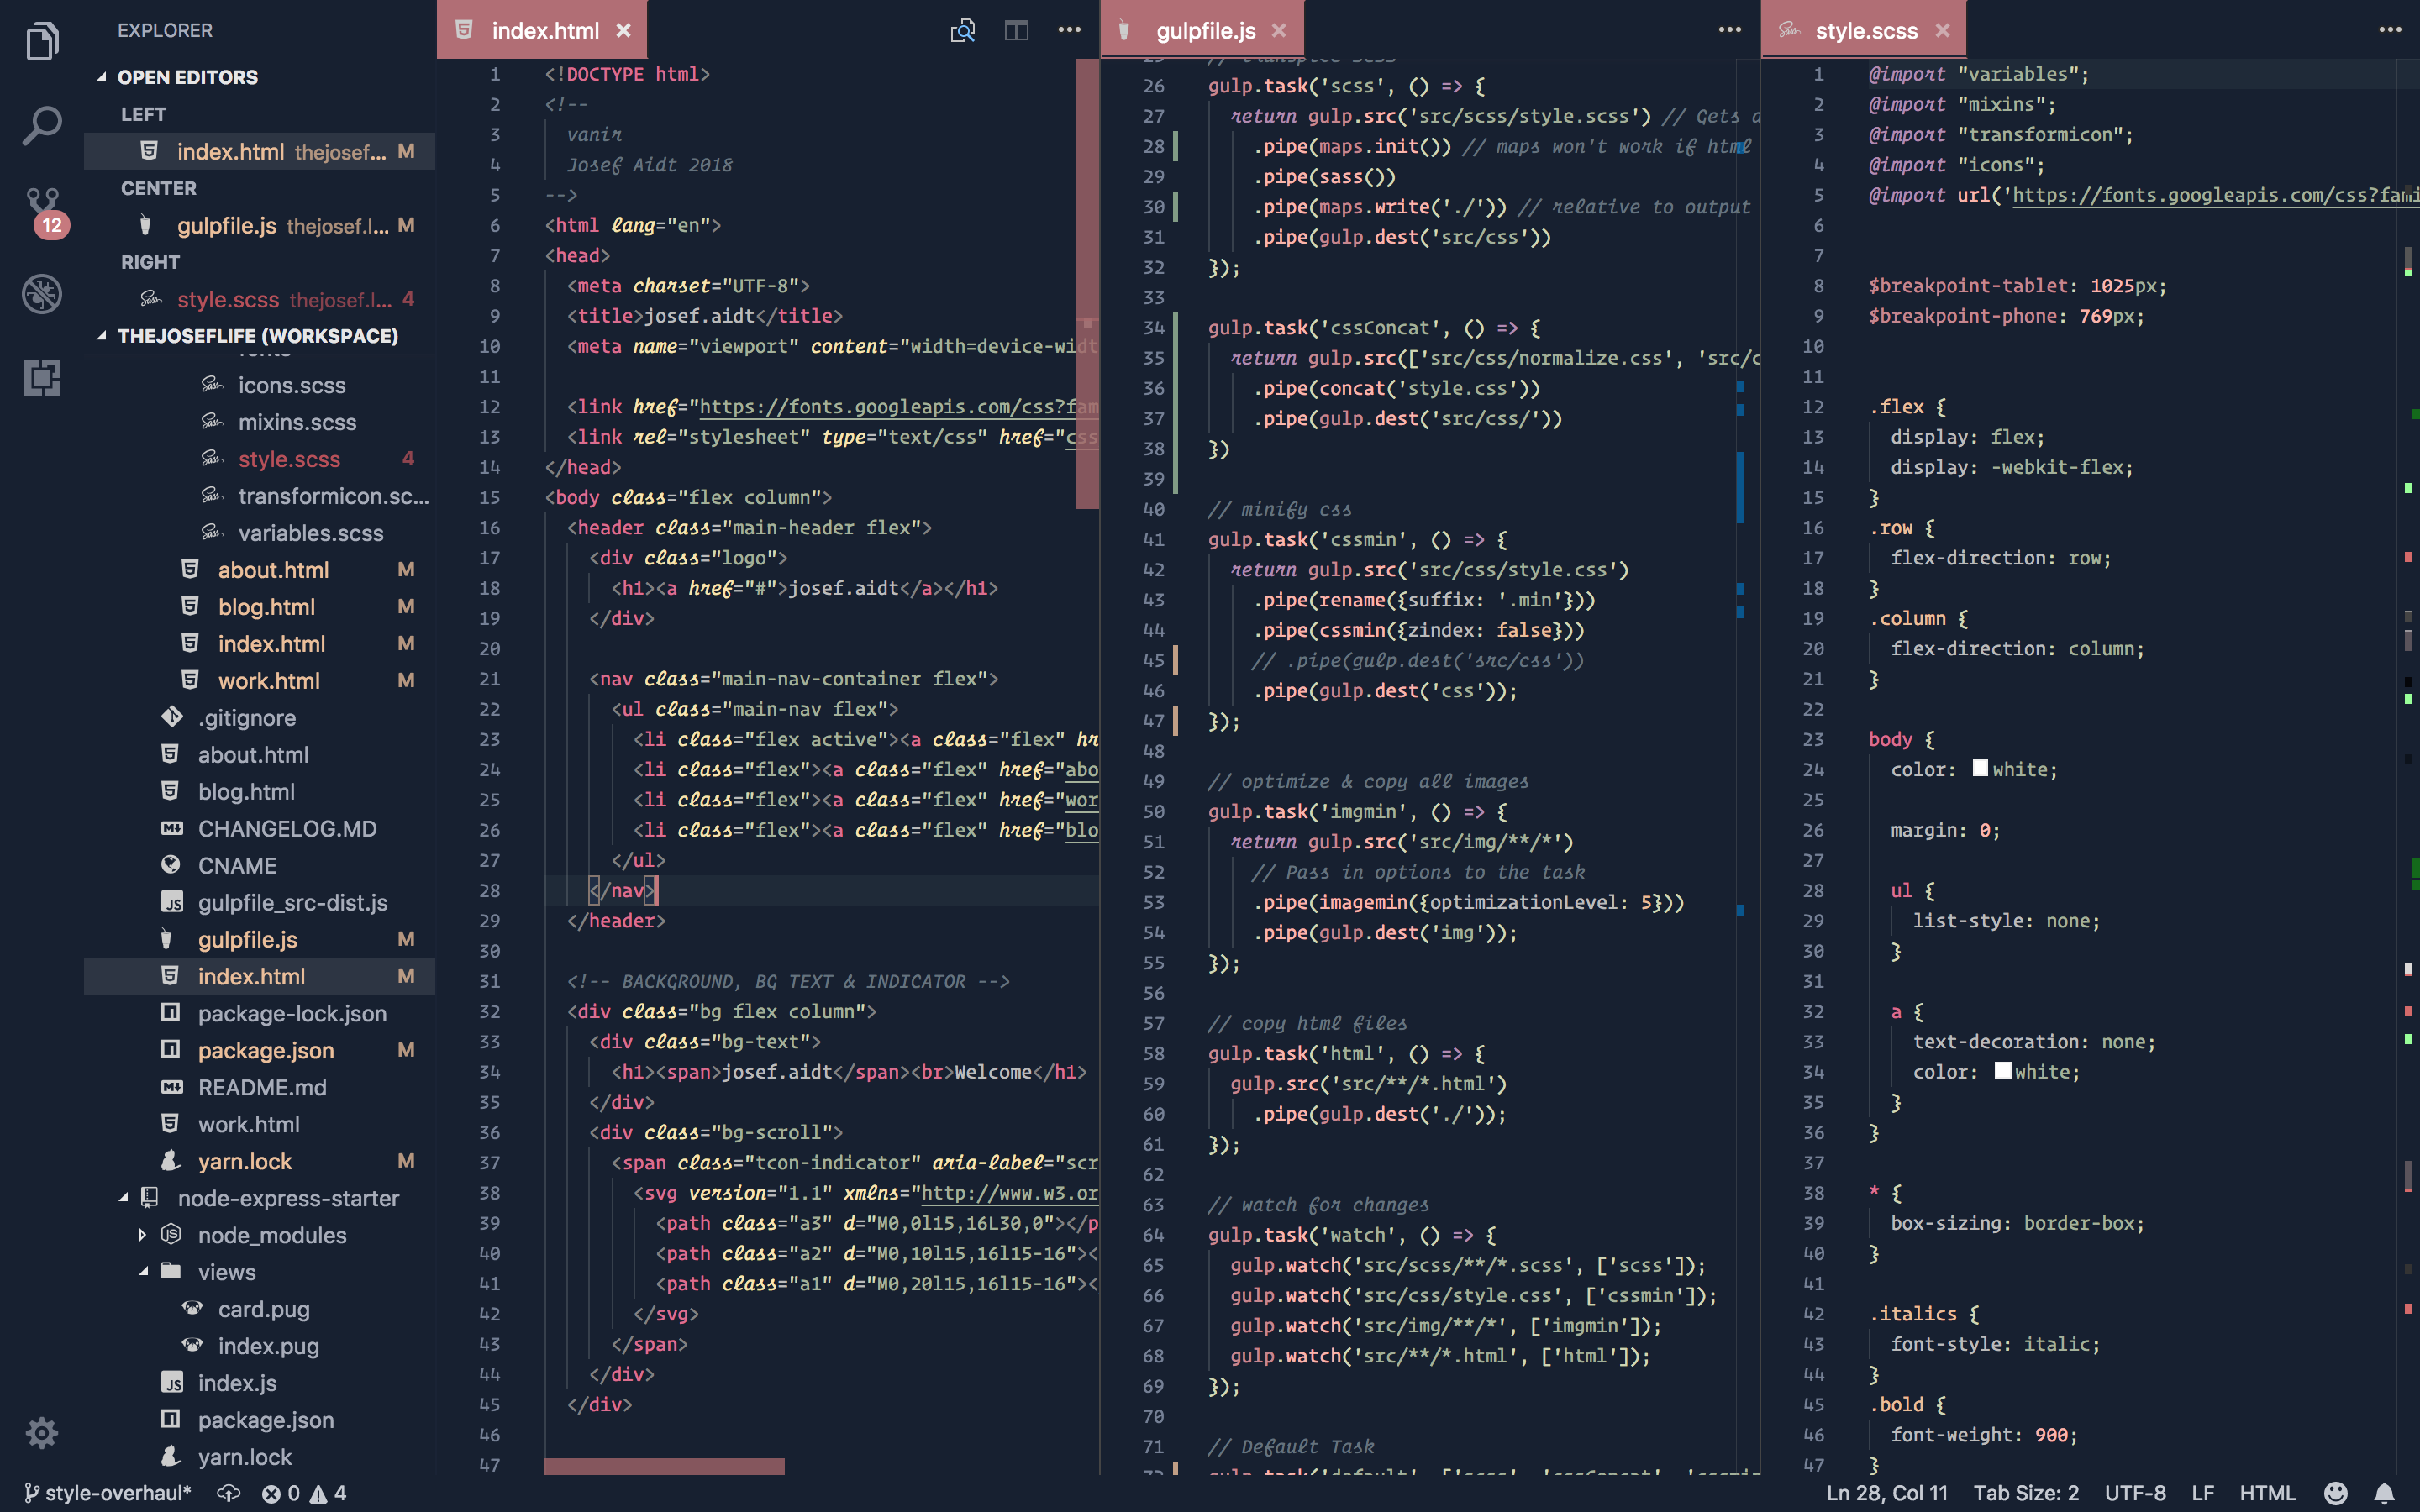 EXPLORER
OPEN EDITORS
LEFT
index.html thejosef... M
CENTER
gulpfile.js thejosef.l... M
RIGHT
style.scss thejosef.l... 4
THEJOSEFLIFE (WORKSPACE)
icons.scss
mixins.scss
style.scss 4
transformicon.sc...
variables.scss
about.html M
blog.html M
index.html M
work.html M
.gitignore
about.html
blog.html
CHANGELOG.MD
CNAME
gulpfile_src-dist.js
gulpfile.js M
index.html M
package-lock.json
package.json M
README.md
work.html
yarn.lock M
node-express-starter
node_modules
views
card.pug
index.pug
index.js
package.json
yarn.lock
12
index.html
1 <!DOCTYPE html>
2 <!--
3 vanir
4 Josef Aidt 2018
5 -->
6 <html lang="en">
7 <head>
8 <meta charset="UTF-8">
9 <title>josef.aidt</title>
10 <meta name="viewport" content="width=device-widt
11
12 <link href="https://fonts.googleapis.com/css?fam
13 <link rel="stylesheet" type="text/css" href="css
14 </head>
15 <body class="flex column">
16 <header class="main-header flex">
17 <div class="logo">
18 <h1><a href="#">josef.aidt</a></h1>
19 </div>
20
21 <nav class="main-nav-container flex">
22 <ul class="main-nav flex">
23 <li class="flex active"><a class="flex" hr
24 <li class="flex"><a class="flex" href="abo
25 <li class="flex"><a class="flex" href="wor
26 <li class="flex"><a class="flex" href="blo
27 </ul>
28 </nav>
29 </header>
30
31 <!-- BACKGROUND, BG TEXT & INDICATOR -->
32 <div class="bg flex column">
33 <div class="bg-text">
34 <h1><span>josef.aidt</span><br>Welcome</h1>
35 </div>
36 <div class="bg-scroll">
37 <span class="tcon-indicator" aria-label="scr
38 <svg version="1.1" xmlns="http://www.w3.or
39 <path class="a3" d="M0,0l15,16L30,0"></p
40 <path class="a2" d="M0,10l15,16l15-16"><
41 <path class="a1" d="M0,20l15,16l15-16"><
42 </svg>
43 </span>
44 </div>
45 </div>
46
47
gulpfile.js
26 gulp.task('scss', () => {
27 return gulp.src('src/scss/style.scss') // Gets a
28 .pipe(maps.init()) // maps won't work if html
29 .pipe(sass())
30 .pipe(maps.write('./')) // relative to output
31 .pipe(gulp.dest('src/css'))
32 });
33
34 gulp.task('cssConcat', () => {
35 return gulp.src(['src/css/normalize.css', 'src/c
36 .pipe(concat('style.css'))
37 .pipe(gulp.dest('src/css/'))
38 })
39
40 // minify css
41 gulp.task('cssmin', () => {
42 return gulp.src('src/css/style.css')
43 .pipe(rename({suffix: '.min'}))
44 .pipe(cssmin({zindex: false}))
45 // .pipe(gulp.dest('src/css'))
46 .pipe(gulp.dest('css'));
47 });
48
49 // optimize & copy all images
50 gulp.task('imgmin', () => {
51 return gulp.src('src/img/**/*')
52 // Pass in options to the task
53 .pipe(imagemin({optimizationLevel: 5}))
54 .pipe(gulp.dest('img'));
55 });
56
57 // copy html files
58 gulp.task('html', () => {
59 gulp.src('src/**/*.html')
60 .pipe(gulp.dest('./'));
61 });
62
63 // watch for changes
64 gulp.task('watch', () => {
65 gulp.watch('src/scss/**/*.scss', ['scss']);
66 gulp.watch('src/css/style.css', ['cssmin']);
67 gulp.watch('src/img/**/*', ['imgmin']);
68 gulp.watch('src/**/*.html', ['html']);
69 });
70
71 // Default Task
style.scss
1 @import "variables";
2 @import "mixins";
3 @import "transformicon";
4 @import "icons";
5 @import url('https://fonts.googleapis.com/css?fami
6
7
8 $breakpoint-tablet: 1025px;
9 $breakpoint-phone: 769px;
10
11
12 .flex {
13 display: flex;
14 display: -webkit-flex;
15 }
16 .row {
17 flex-direction: row;
18 }
19 .column {
20 flex-direction: column;
21 }
22
23 body {
24 color: white;
25
26 margin: 0;
27
28 ul {
29 list-style: none;
30 }
31
32 a {
33 text-decoration: none;
34 color: white;
35 }
36 }
37
38 * {
39 box-sizing: border-box;
40 }
41
42 .italics {
43 font-style: italic;
44 }
45 .bold {
46 font-weight: 900;
47 }
style-overhaul* 0 4
Ln 28, Col 11 Tab Size: 2 UTF-8 LF HTML